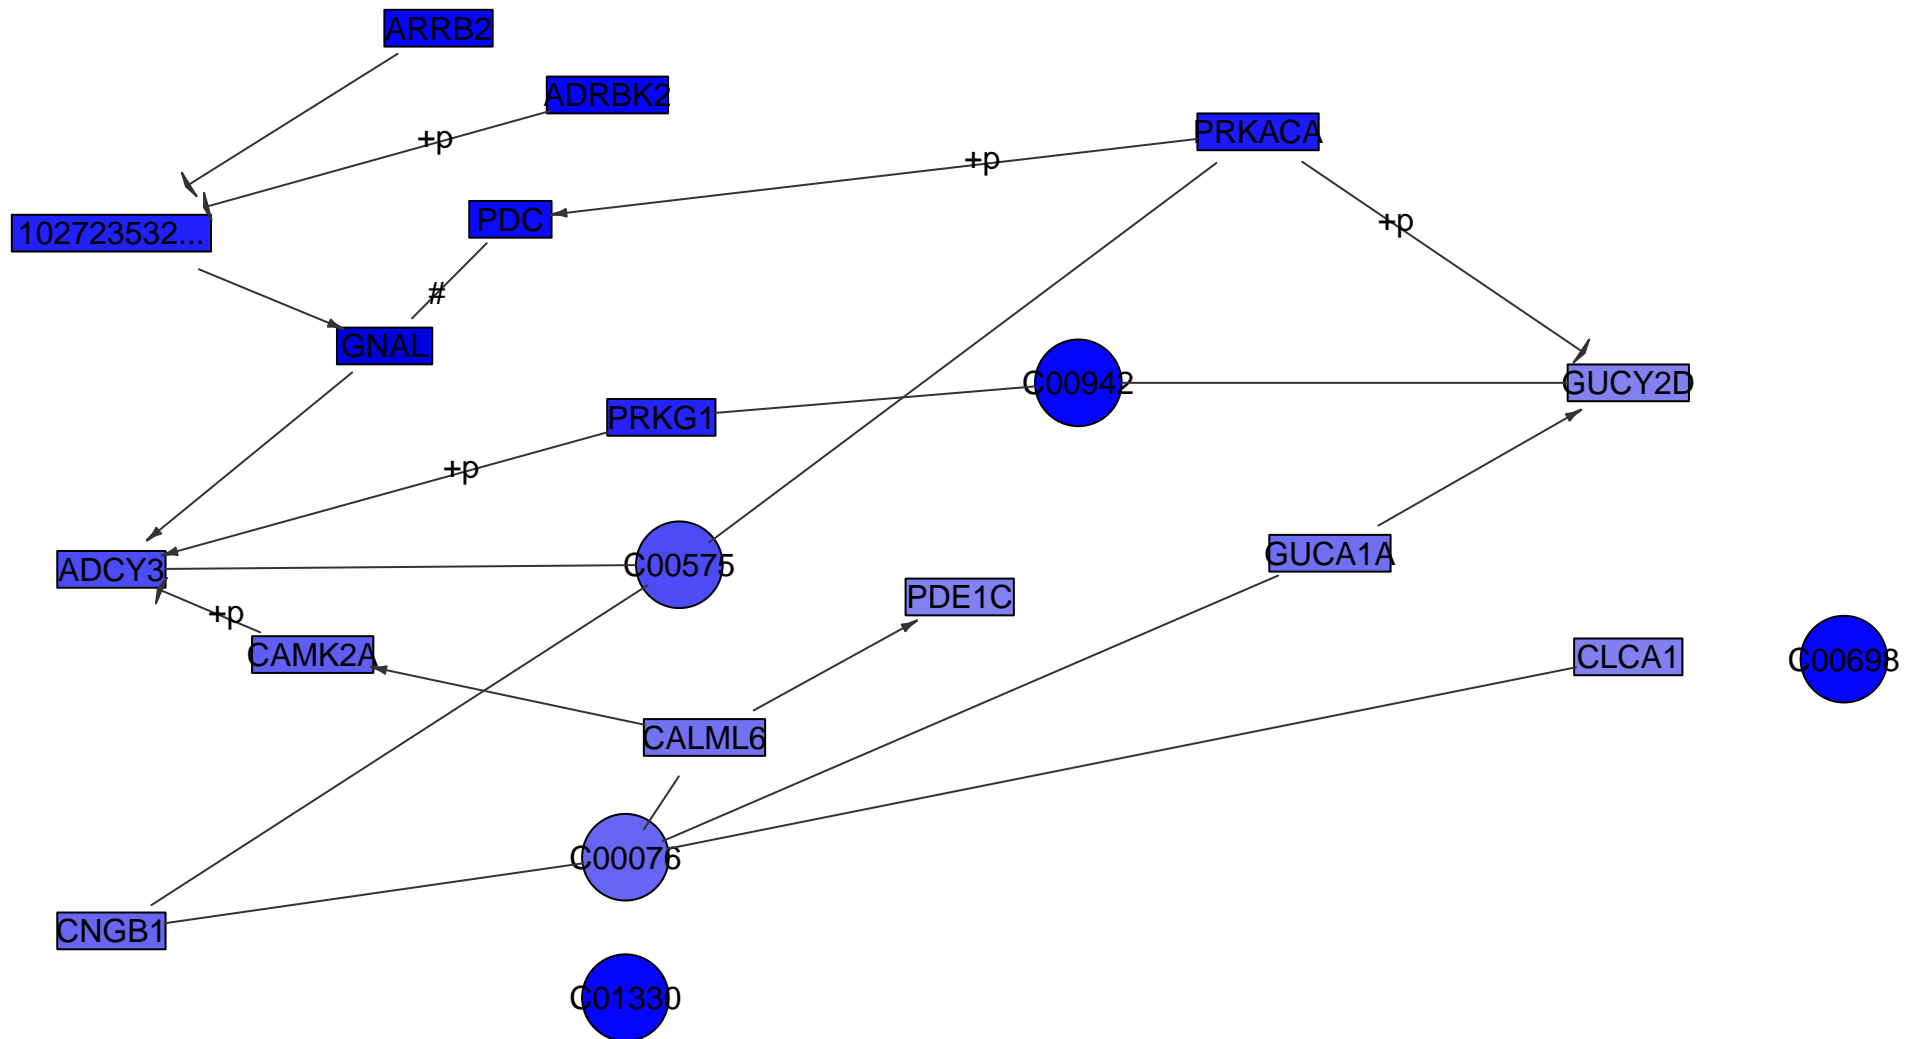 ARRB2
ADRBK2
PRKACA
+p
+p
102723532...
PDC
+p
#
GNAL
C00942
GUCY2D
PRKG1
+p
ADCY3
C00575
GUCA1A
PDE1C
+p
CAMK2A
CLCA1
C00698
CALML6
C00076
CNGB1
C01330